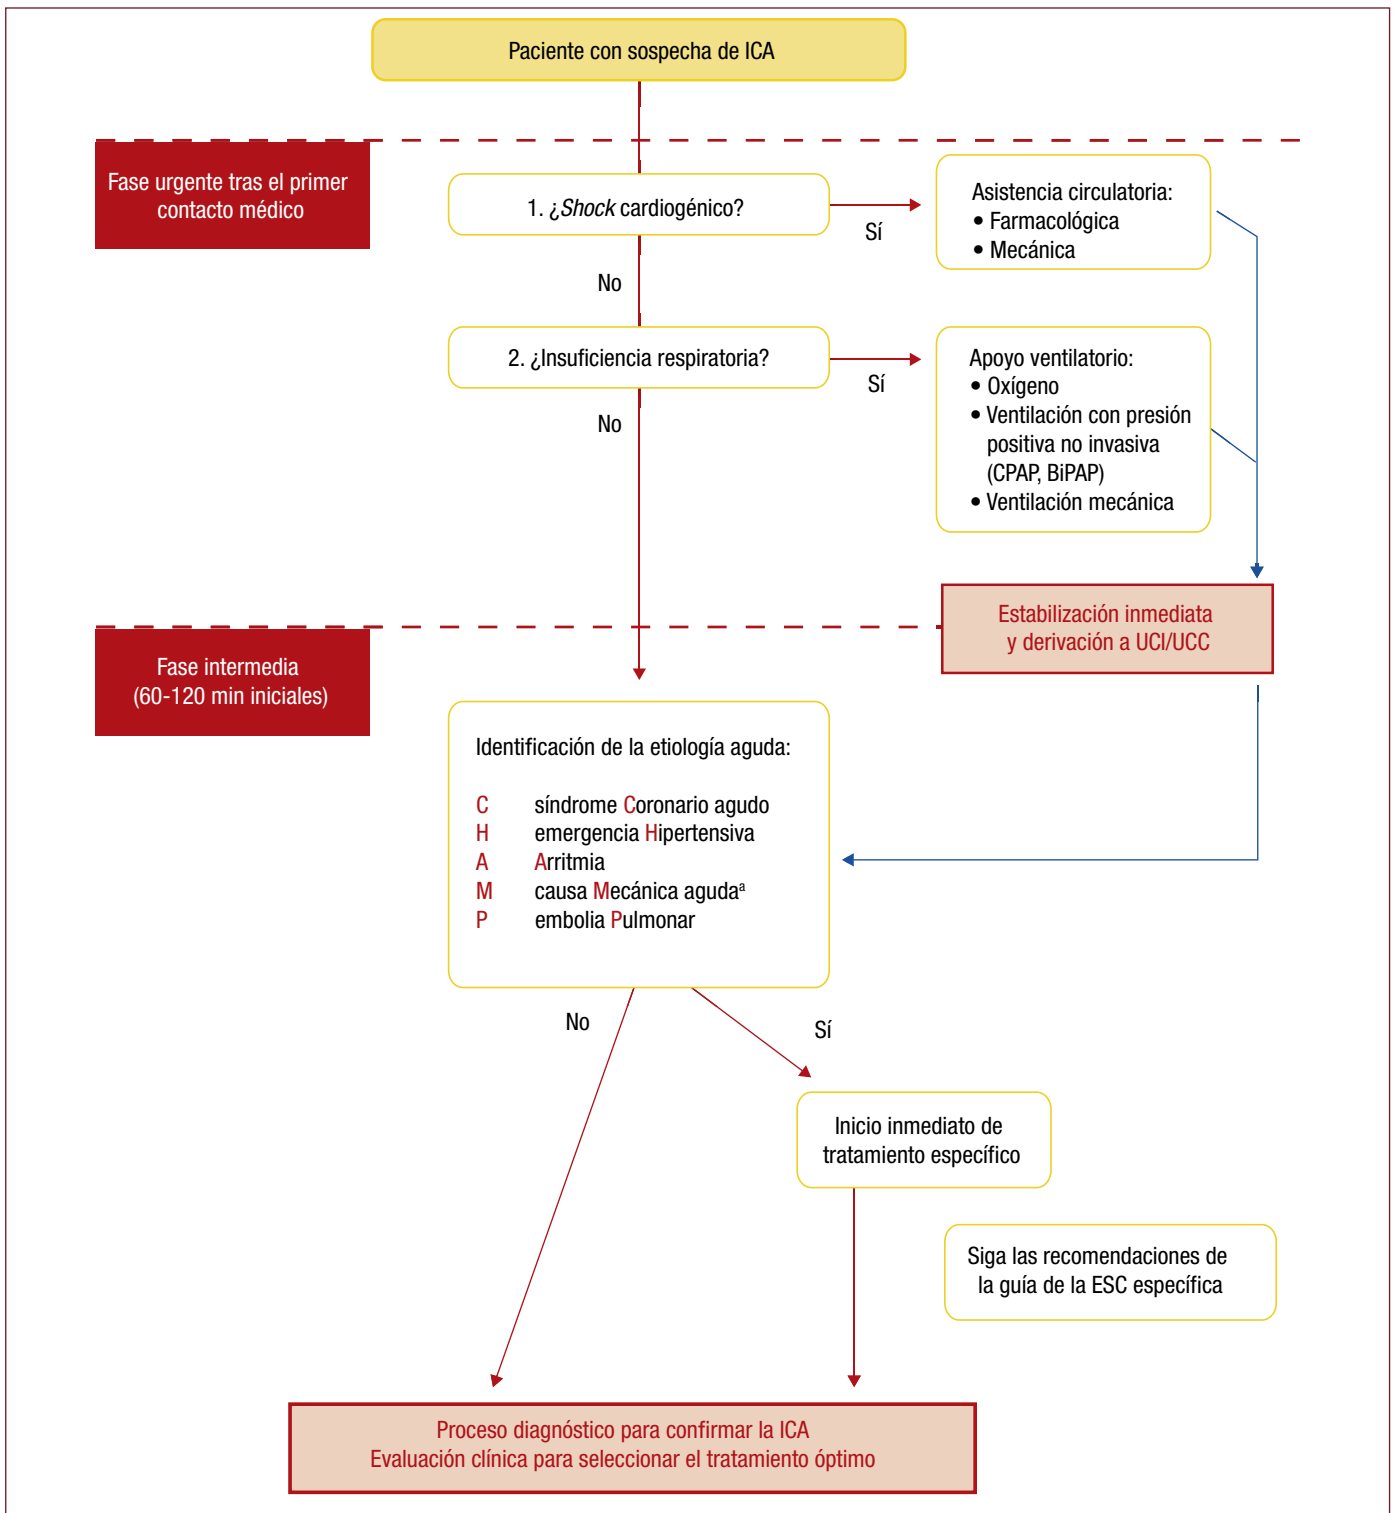 Paciente con sospecha de ICA
Fase urgente tras el primer
contacto médico
1. ¿Shock cardiogénico?
Sí
Asistencia circulatoria:
• Farmacológica
• Mecánica
No
2. ¿Insuficiencia respiratoria?
Sí
Apoyo ventilatorio:
• Oxígeno
• Ventilación con presión
positiva no invasiva
(CPAP, BiPAP)
• Ventilación mecánica
No
Estabilización inmediata
y derivación a UCI/UCC
Fase intermedia
(60-120 min iniciales)
Identificación de la etiología aguda:
C síndrome Coronario agudo
H emergencia Hipertensiva
A Arritmia
M causa Mecánica agudaª
P embolia Pulmonar
No
Sí
Inicio inmediato de
tratamiento específico
Siga las recomendaciones de
la guía de la ESC específica
Proceso diagnóstico para confirmar la ICA
Evaluación clínica para seleccionar el tratamiento óptimo